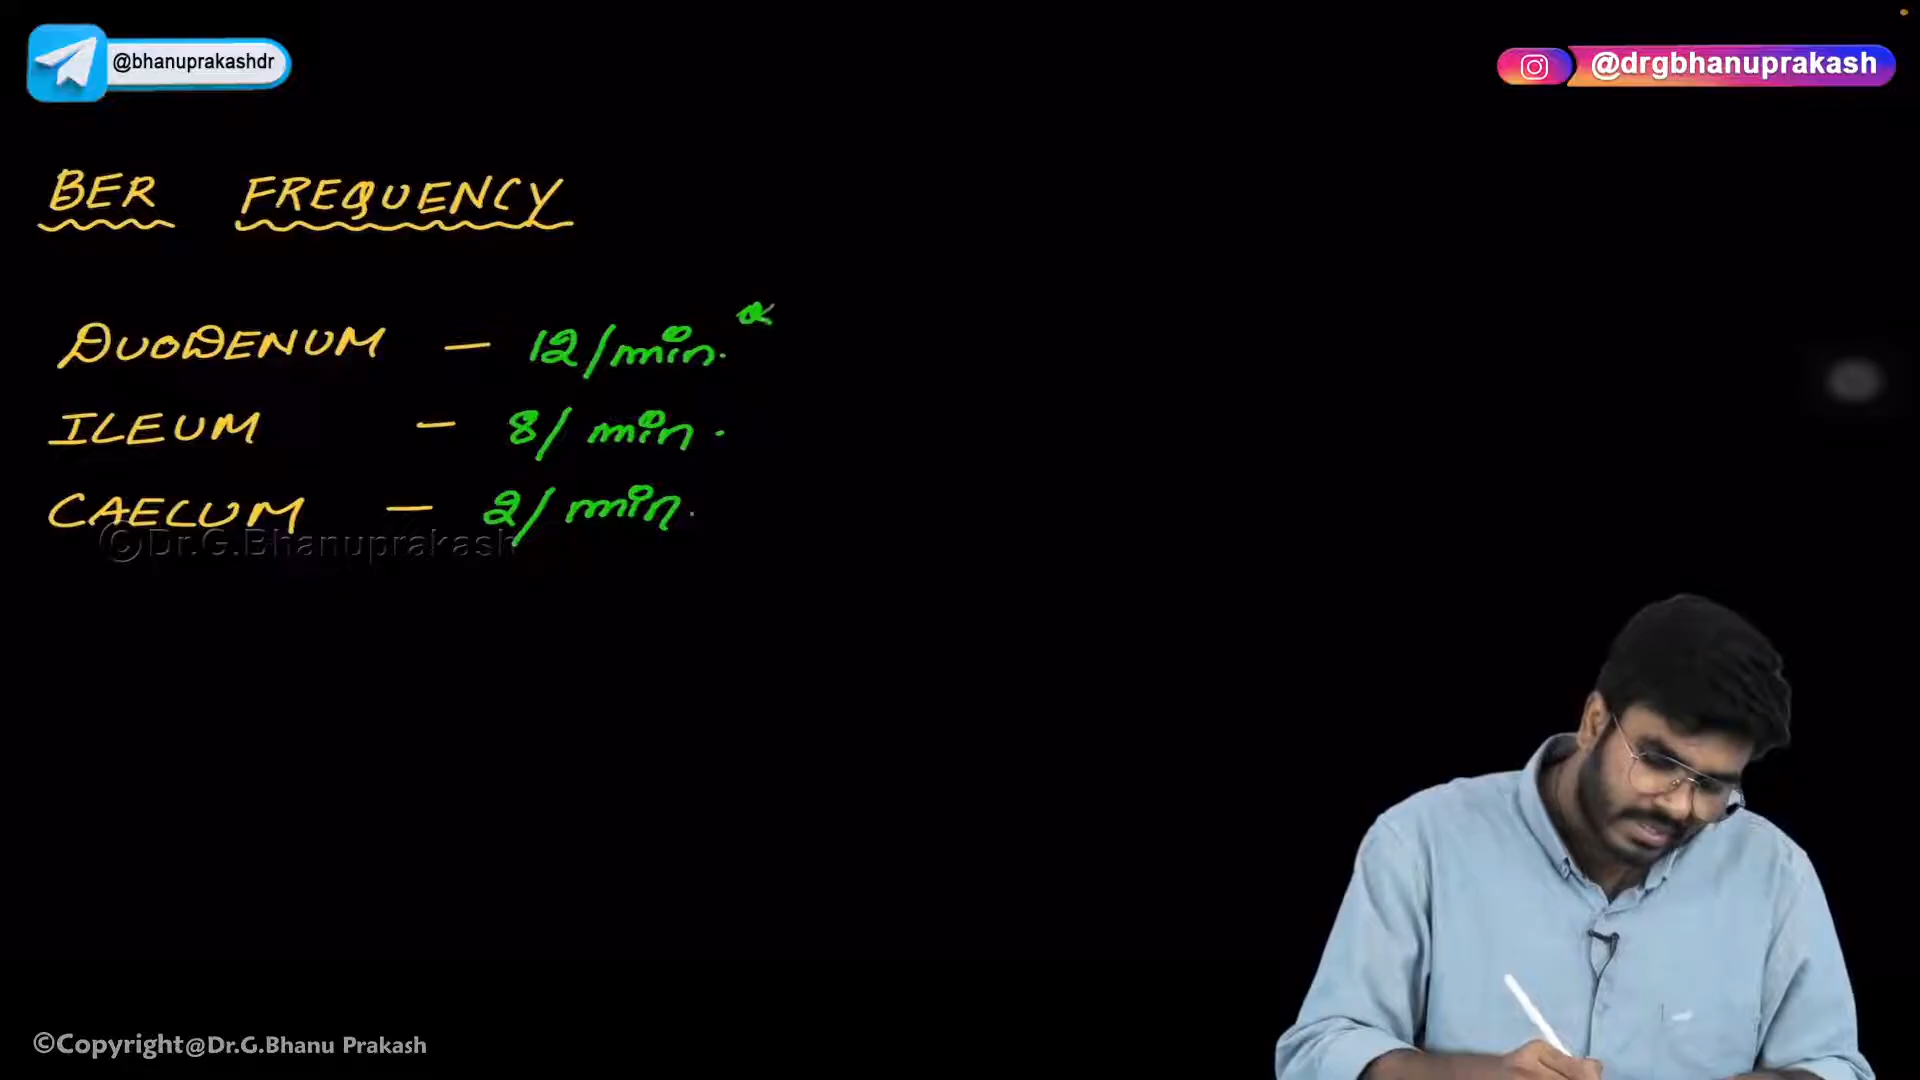 @bhanuprakashdr
@drgbhanuprakash
BER FREQUENCY
DUODENUM — 12/min. *
ILEUM — 8/min.
CAECUM — 2/min.
©Dr.G.Bhanuprakash
©Copyright@Dr.G.Bhanu Prakash